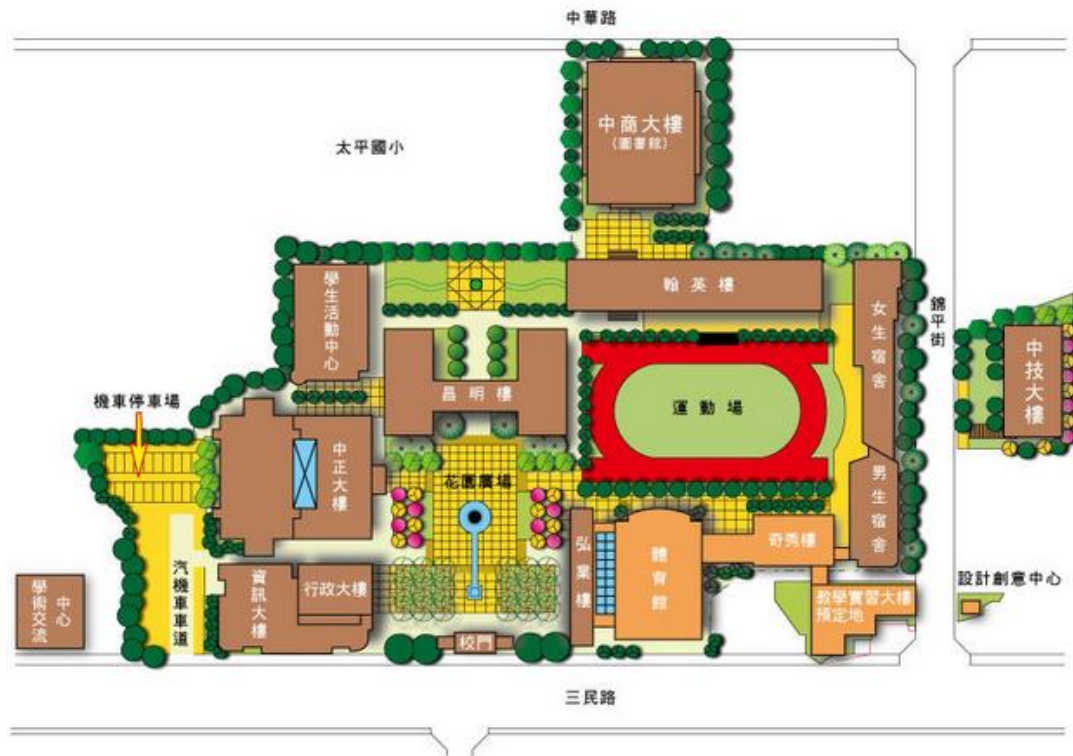 中華路
中商大樓
(圖書館)
太平國小
翰英樓
學生活動中心
女生宿舍
錦平街
中技大樓
昌明樓
運動場
機車停車場
中正大樓
花園廣場
男生宿舍
弘業樓
體育館
奇秀樓
汽機車車道
資訊大樓
行政大樓
設計創意中心
學術交流
中心
教學實習大樓
預定地
校門
三民路